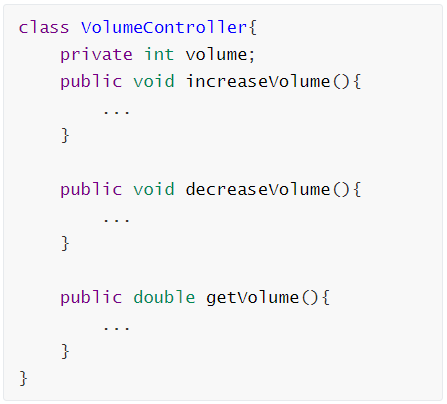 class VolumeController{
    private int volume;
    public void increaseVolume(){
        ...
    }

    public void decreaseVolume(){
        ...
    }

    public double getVolume(){
        ...
    }
}